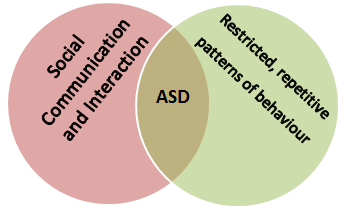 Social
Communication
and Interaction
ASD
Restricted, repetitive
patterns of behaviour